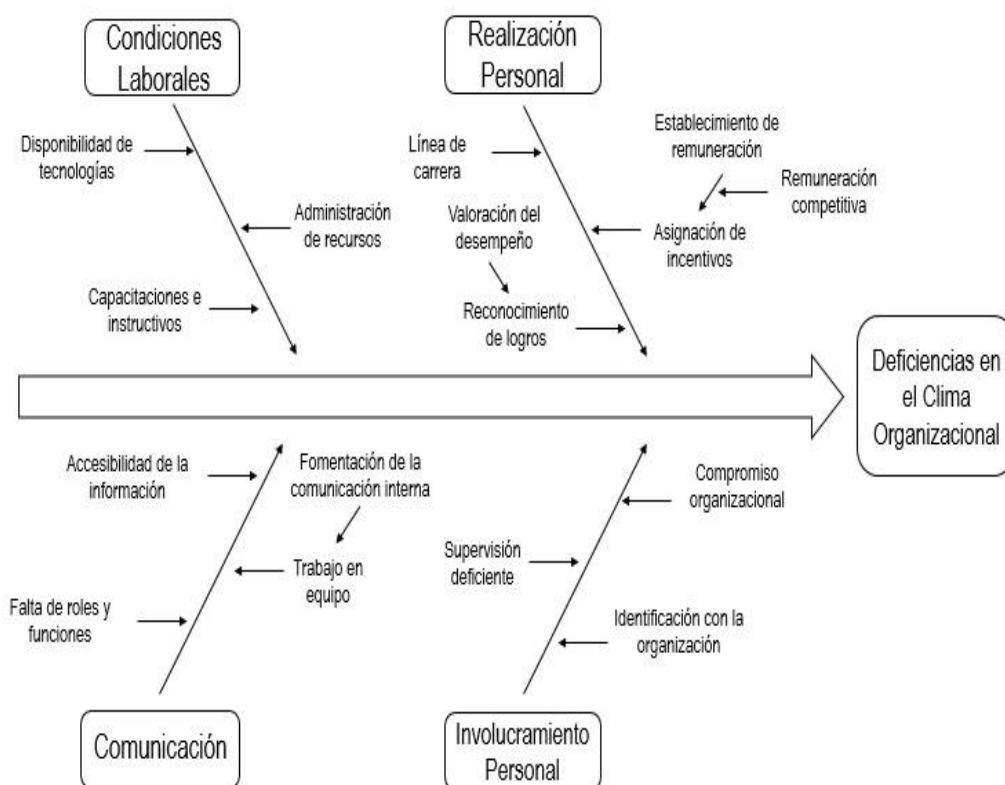 Condiciones
Laborales
Realización
Personal
Disponibilidad de
tecnologías
Administración
de recursos
Capacitaciones e
instructivos
Línea de
carrera
Establecimiento de
remuneración
Remuneración
competitiva
Valoración del
desempeño
Asignación de
incentivos
Reconocimiento
de logros
Deficiencias en
el Clima
Organizacional
Accesibilidad de la
información
Fomentación de la
comunicación interna
Trabajo en
equipo
Falta de roles y
funciones
Compromiso
organizacional
Supervisión
deficiente
Identificación con la
organización
Comunicación
Involucramiento
Personal